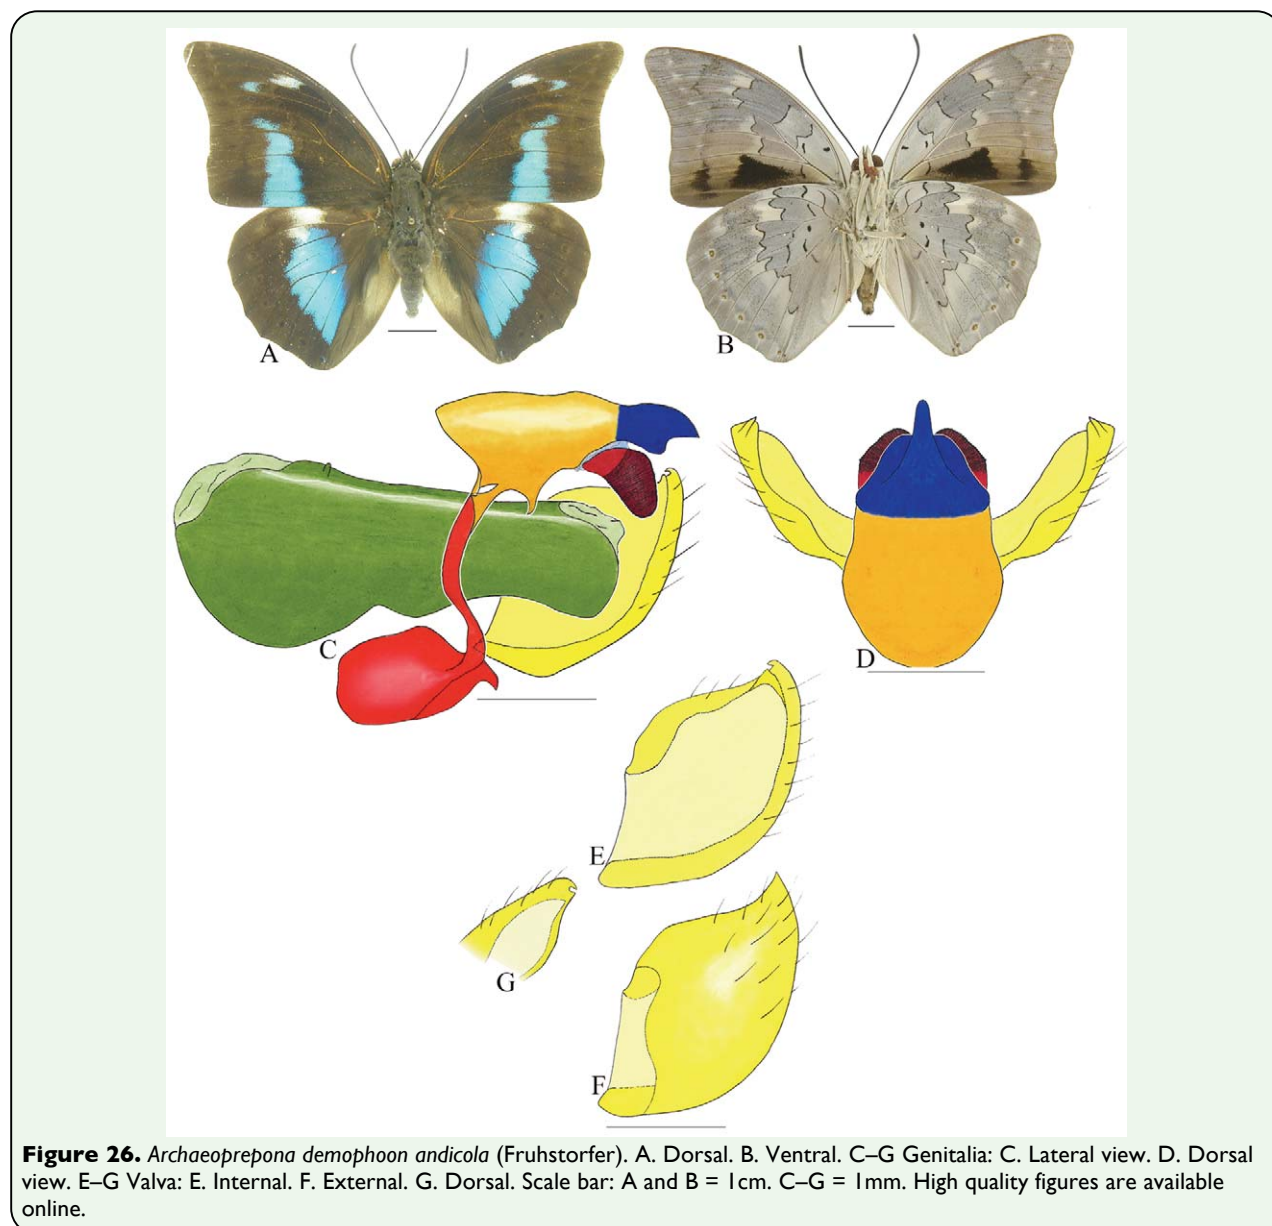 A
B
C
D
E
G
F
Figure 26. Archaeoprepona demophoon andicola (Fruhstorfer). A. Dorsal. B. Ventral. C–G Genitalia: C. Lateral view. D. Dorsal
view. E–G Valva: E. Internal. F. External. G. Dorsal. Scale bar: A and B = 1cm. C–G = 1mm. High quality figures are available
online.